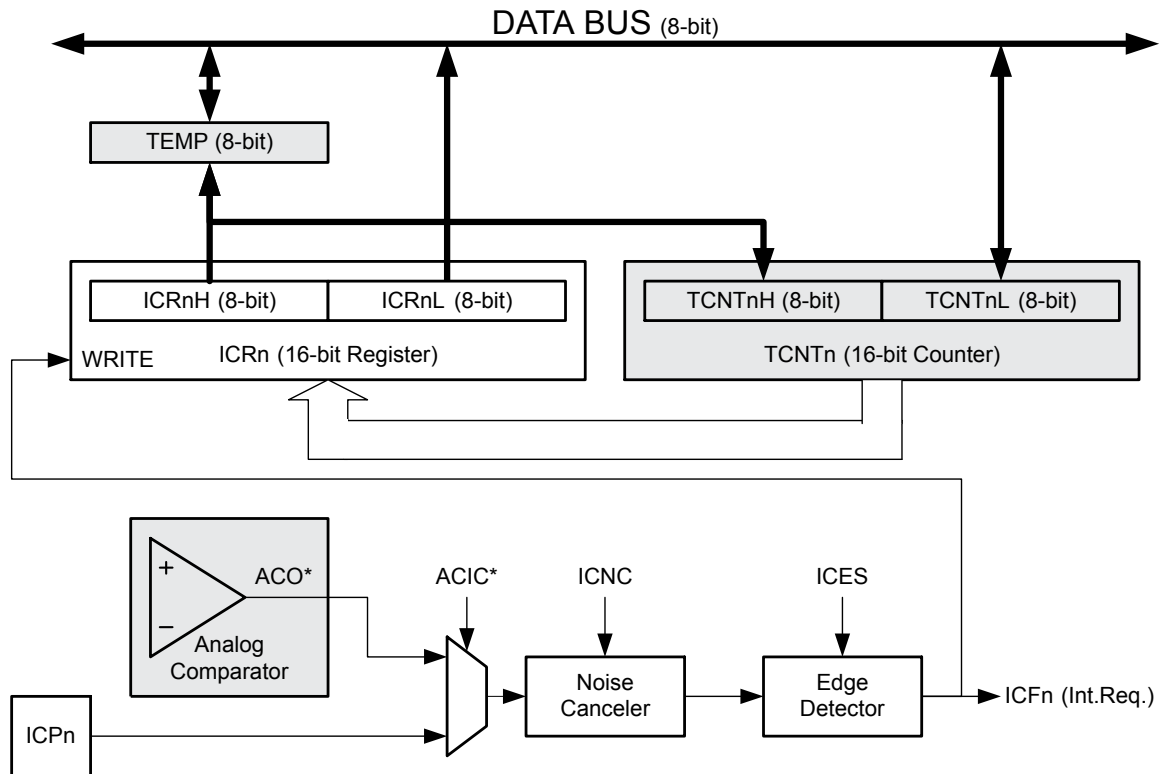 DATA BUS (8-bit)
TEMP (8-bit)
ICRnH (8-bit)
ICRnL (8-bit)
TCNTnH (8-bit)
TCNTnL (8-bit)
WRITE
ICRn (16-bit Register)
TCNTn (16-bit Counter)
+
−
ACO*
Analog
Comparator
ACIC*
ICNC
ICES
Noise
Canceler
Edge
Detector
ICFn (Int.Req.)
ICPn